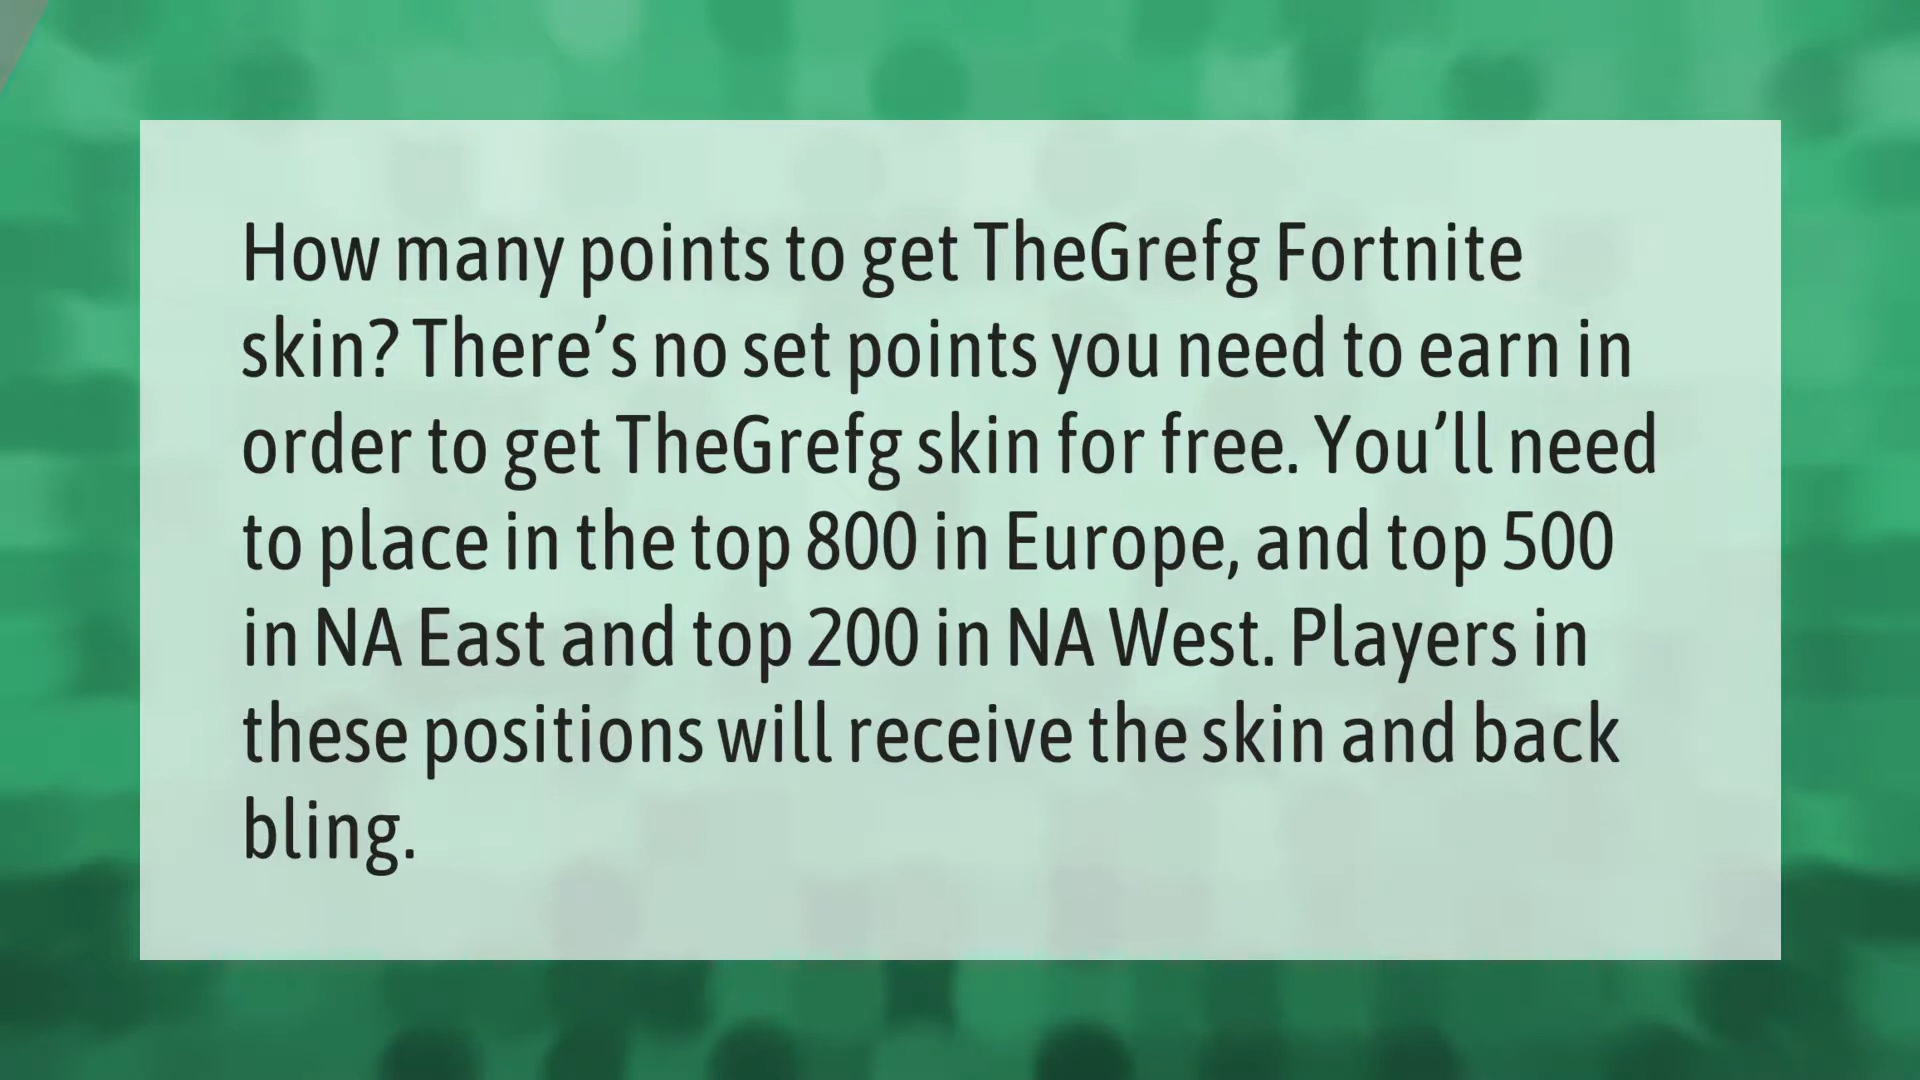 How many points to get TheGrefg Fortnite
skin? There’s no set points you need to earn in
order to get TheGrefg skin for free. You’ll need
to place in the top 800 in Europe, and top 500
in NA East and top 200 in NA West. Players in
these positions will receive the skin and back
bling.